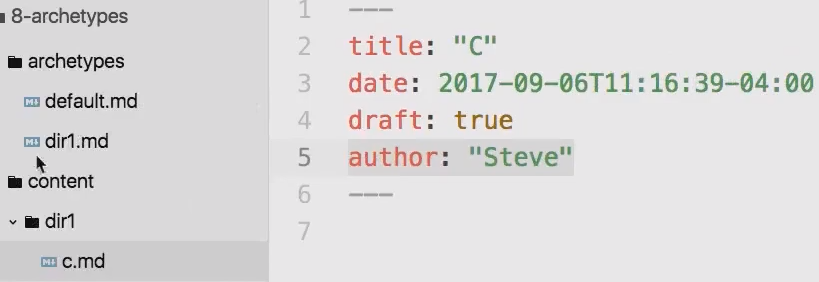 8-archetypes
archetypes
default.md
dir1.md
content
dir1
c.md
1 ---
2 title: "C"
3 date: 2017-09-06T11:16:39-04:00
4 draft: true
5 author: "Steve"
6 ---
7